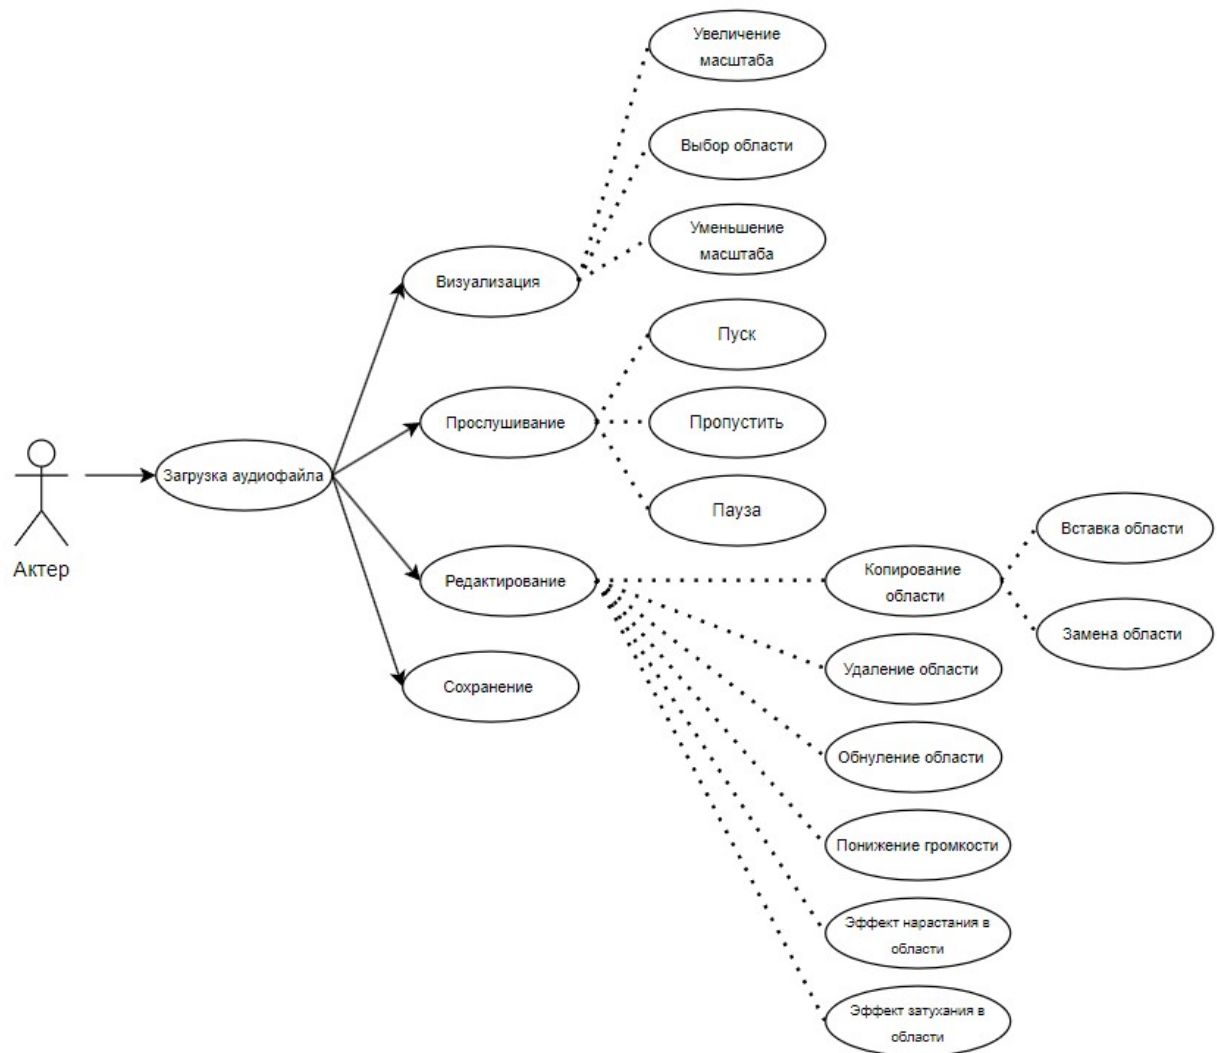 Увеличение
масштаба
Выбор области
Уменьшение
масштаба
Визуализация
Пуск
Прослушивание
Пропустить
Загрузка аудиофайла
Пауза
Актер
Вставка области
Редактирование
Копирование
области
Замена области
Сохранение
Удаление области
Обнуление области
Понижение громкости
Эффект нарастания в
области
Эффект затухания в
области